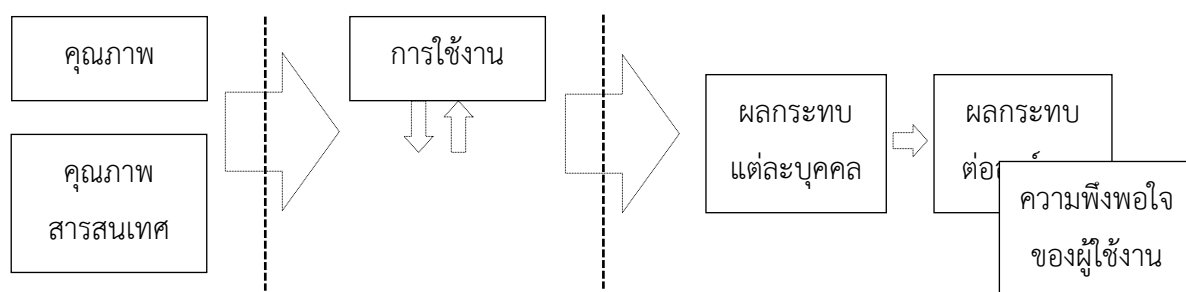 คุณภาพ
คุณภาพ
สารสนเทศ
การใช้งาน
ผลกระทบ
แต่ละบุคคล
ผลกระทบ
ความพึงพอใจ
ของผู้ใช้งาน